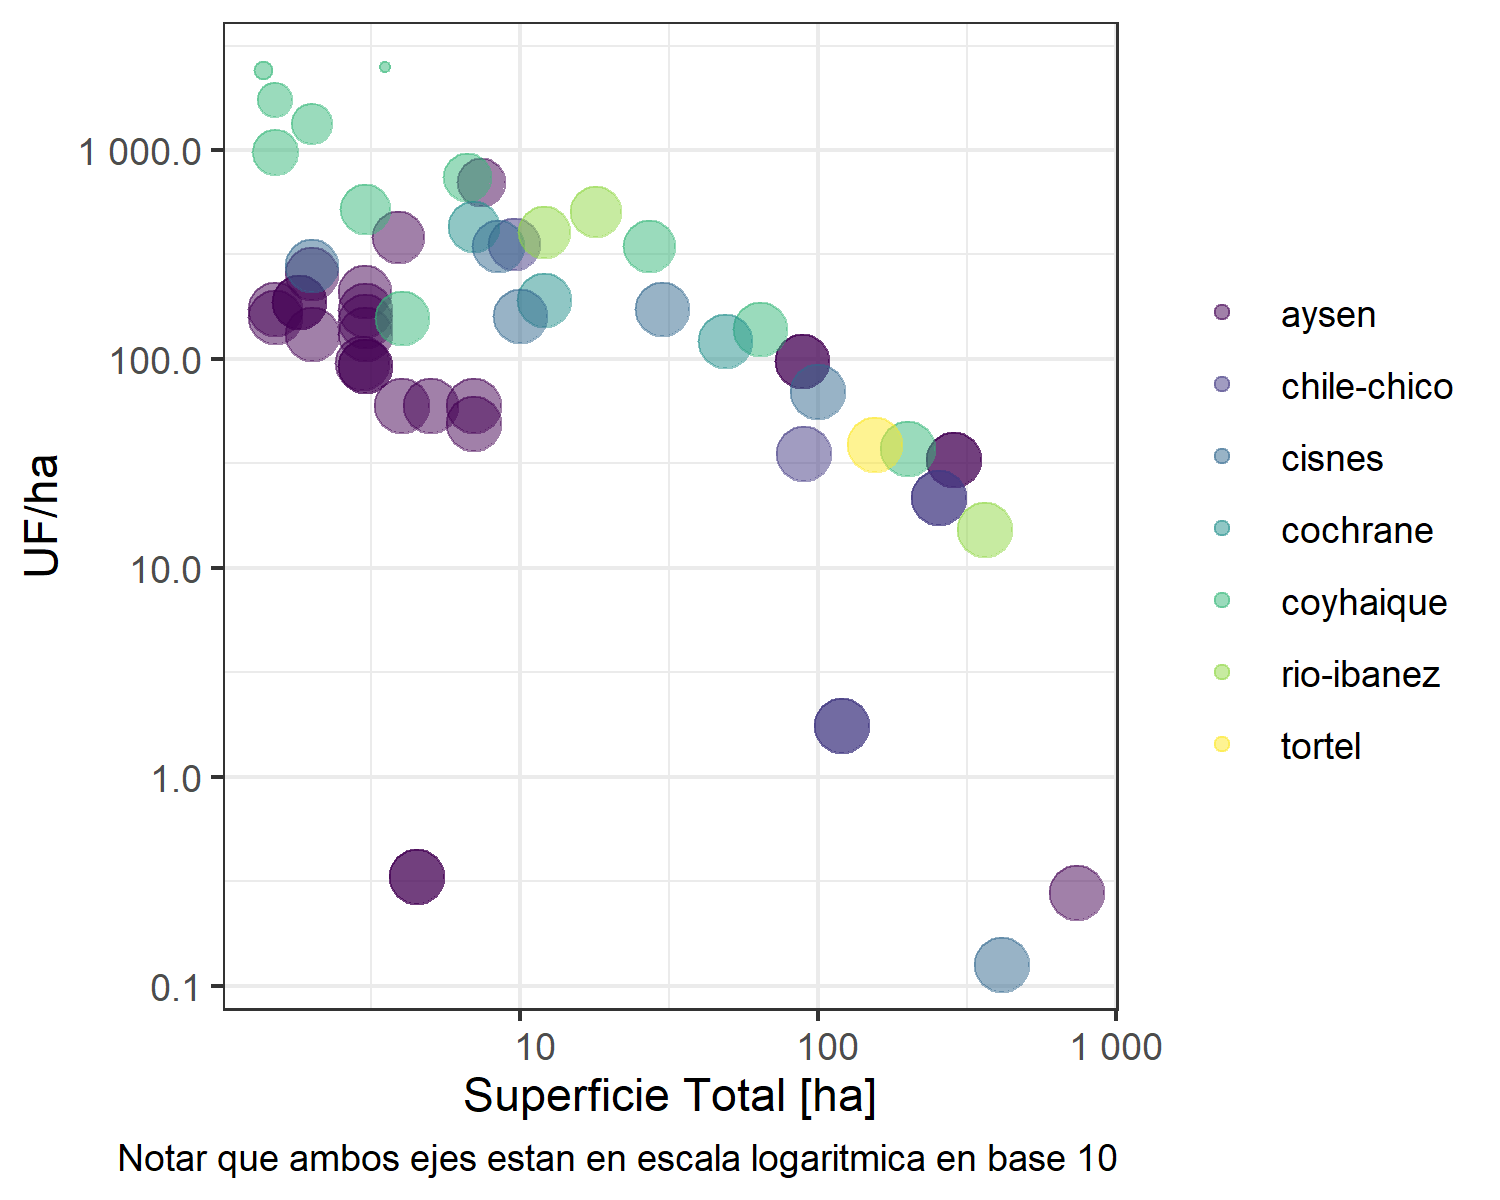 UF/ha
1 000.0
100.0
10.0
1.0
0.1
10
100
1 000
Superficie Total [ha]
Notar que ambos ejes estan en escala logaritmica en base 10
aysen
chile-chico
cisnes
cochrane
coyhaique
rio-ibanez
tortel